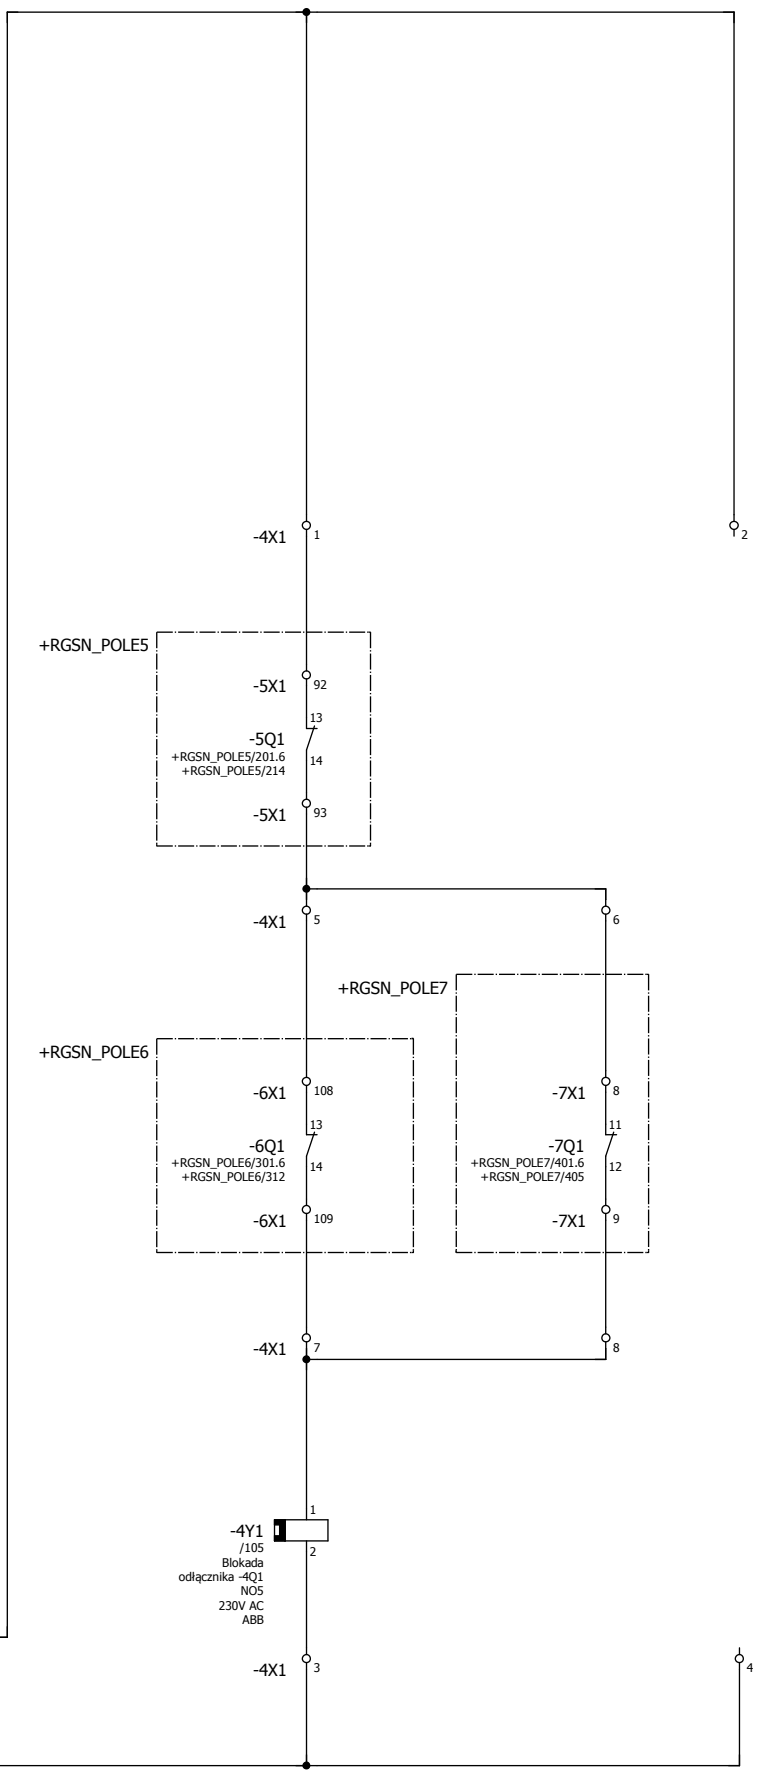 -4X1
1
2
+RGSN_POLE5
-5X1
92
13
-5Q1
+RGSN_POLE5/201.6
14
+RGSN_POLE5/214
-5X1
93
-4X1
5
6
+RGSN_POLE7
+RGSN_POLE6
-6X1
108
-7X1
8
13
11
-6Q1
-7Q1
+RGSN_POLE6/301.6
14
+RGSN_POLE7/401.6
12
+RGSN_POLE6/312
+RGSN_POLE7/405
-6X1
109
-7X1
9
-4X1
7
8
1
-4Y1
/105
2
Blokada
odłącznika -4Q1
NO5
230V AC
ABB
-4X1
3
4